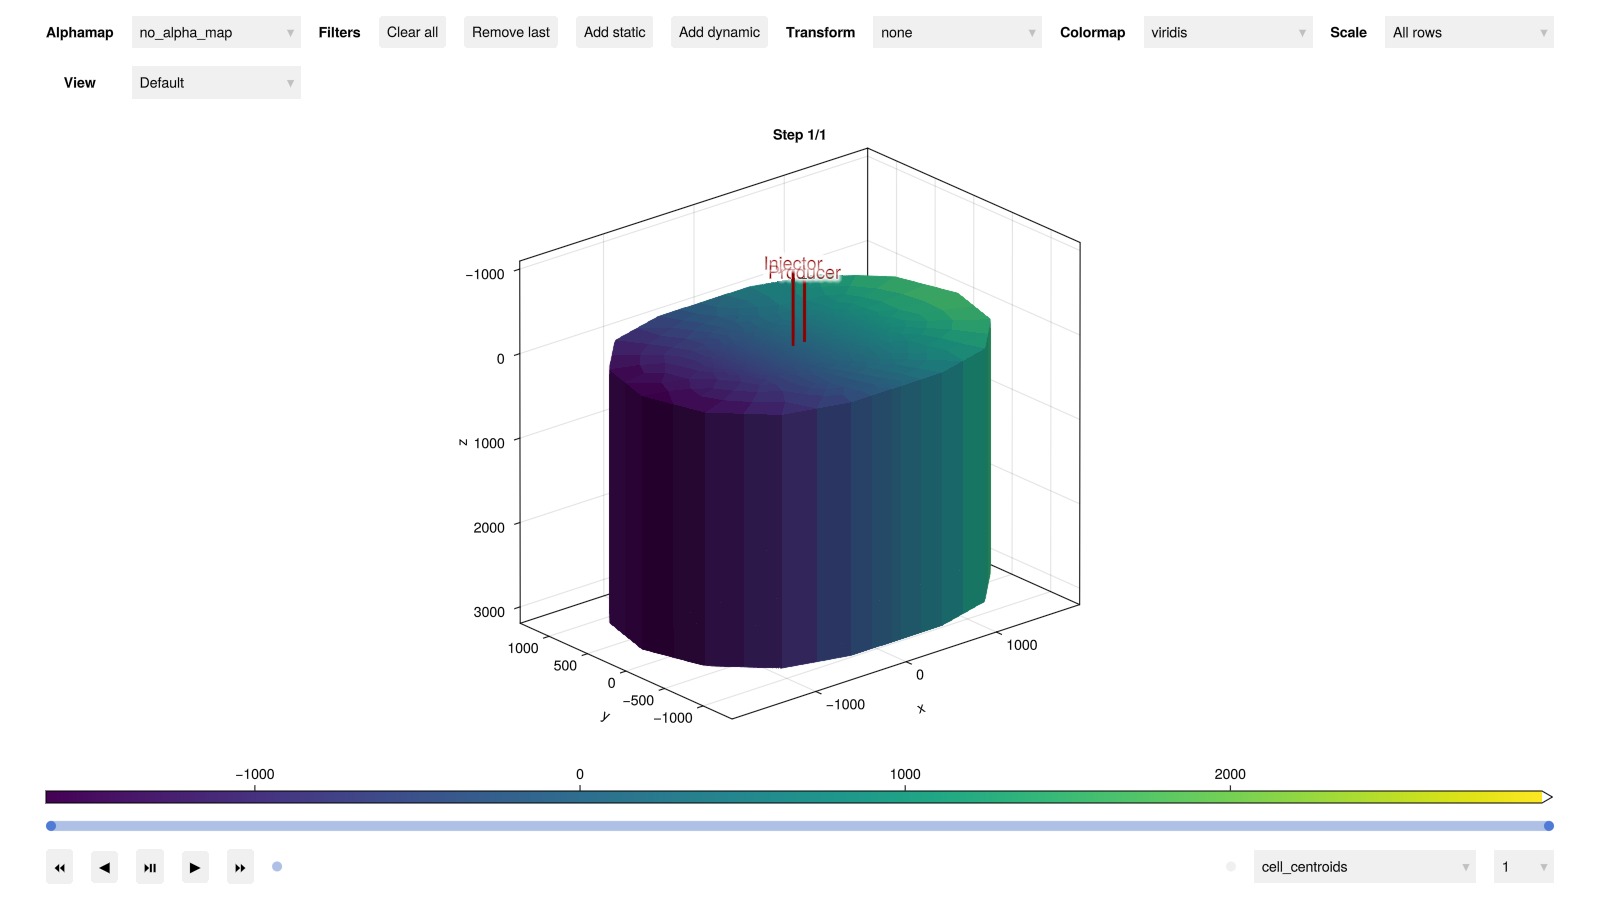 Alphamap no_alpha_map Filters Clear all Remove last Add static Add dynamic Transform none Colormap viridis Scale All rows
View Default
Step 1/1
Injector
Producer
−1000
0
z 1000
2000
3000
1000
500
0
−500
−1000
y
−1000
0
1000
x
−1000 0 1000 2000
cell_centroids 1